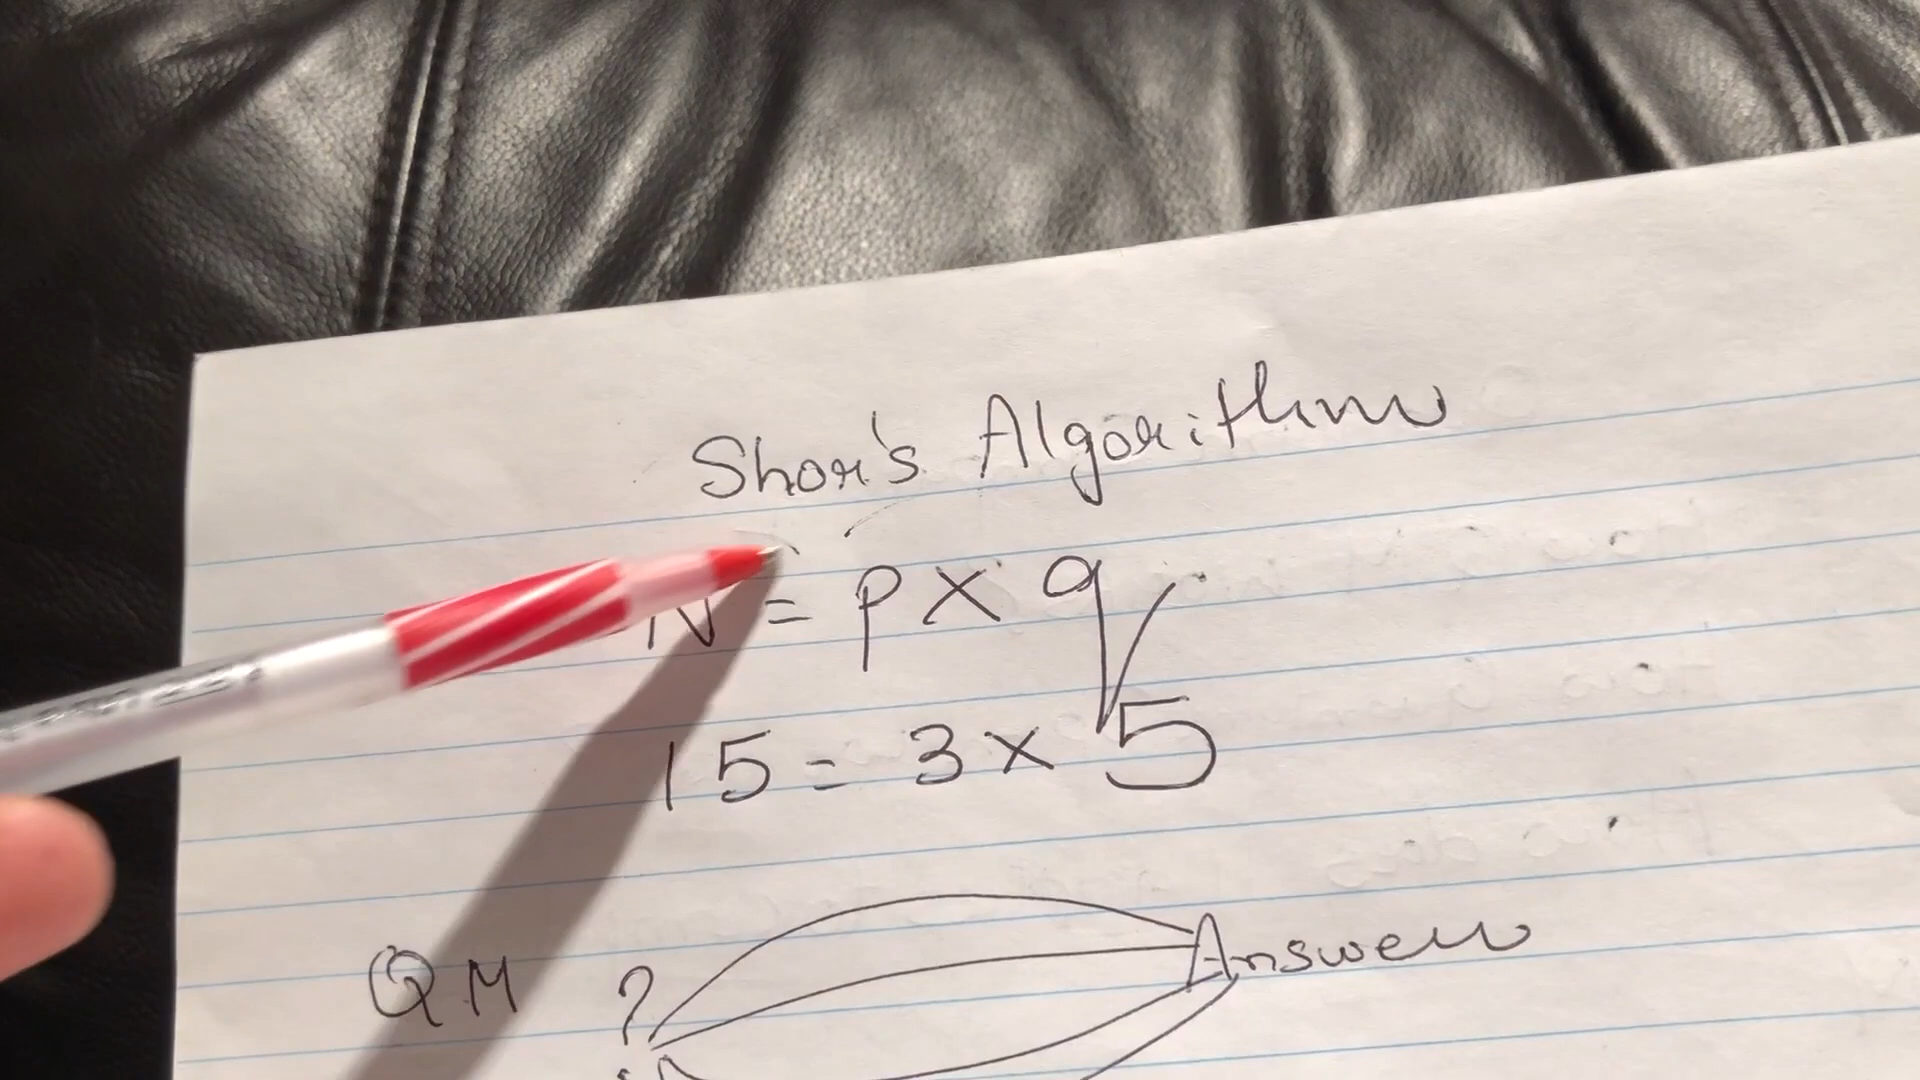 Shor's Algorithm
N = p x q
15 = 3 x 5
QM ? Answer